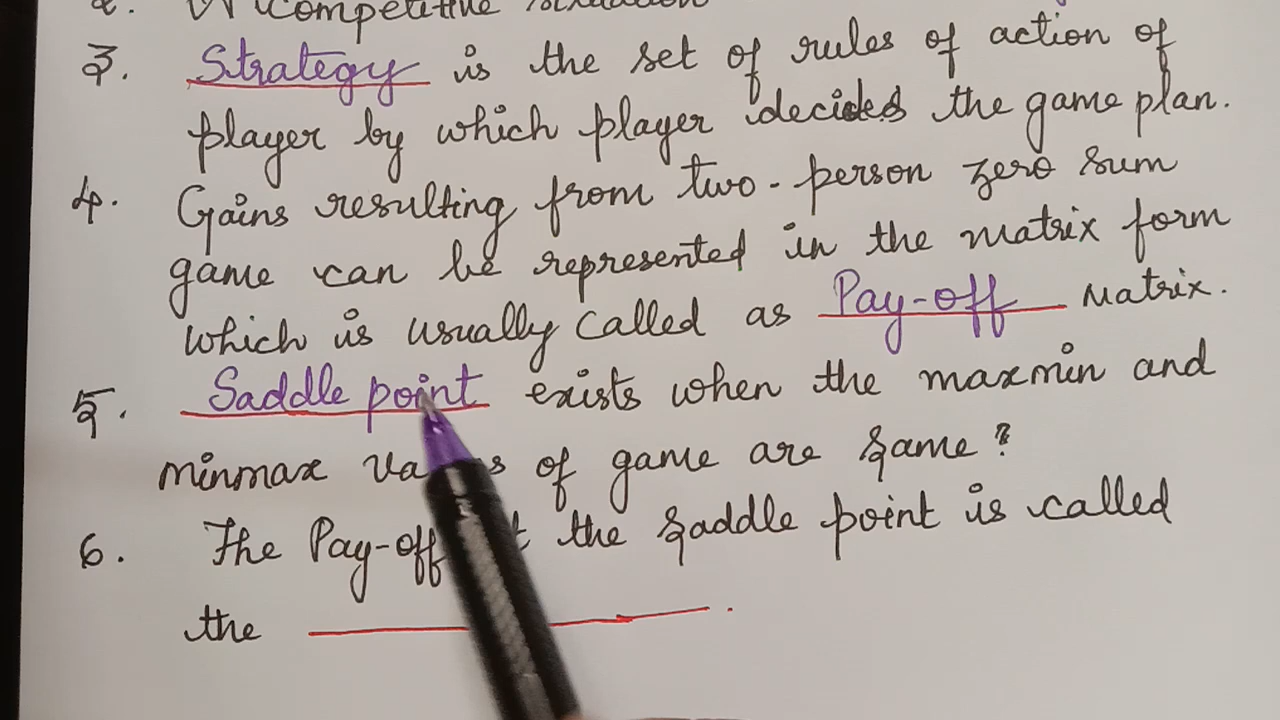 2. A Competitive situation
3. Strategy is the set of rules of action of
player by which player decides the game plan.
4. Gains resulting from two-person zero sum
game can be represented in the matrix form
which is usually called as Pay-off Matrix.
5. Saddle point exists when the maxmin and
minmax of game are same?
6. The Pay-off the saddle point is called
the .